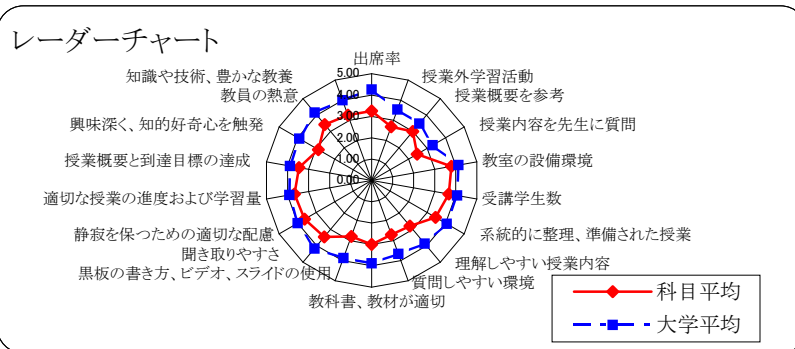 レーダーチャート
出席率
授業外学習活動
授業概要を参考
授業内容を先生に質問
教室の設備環境
受講学生数
系統的に整理、準備された授業
理解しやすい授業内容
質問しやすい環境
教科書、教材が適切
黒板の書き方、ビデオ、スライドの使用
聞き取りやすさ
静寂を保つための適切な配慮
適切な授業の進度および学習量
授業概要と到達目標の達成
興味深く、知的好奇心を触発
教員の熱意
知識や技術、豊かな教養
5.00
4.00
3.00
2.00
1.00
0.00
科目平均
大学平均